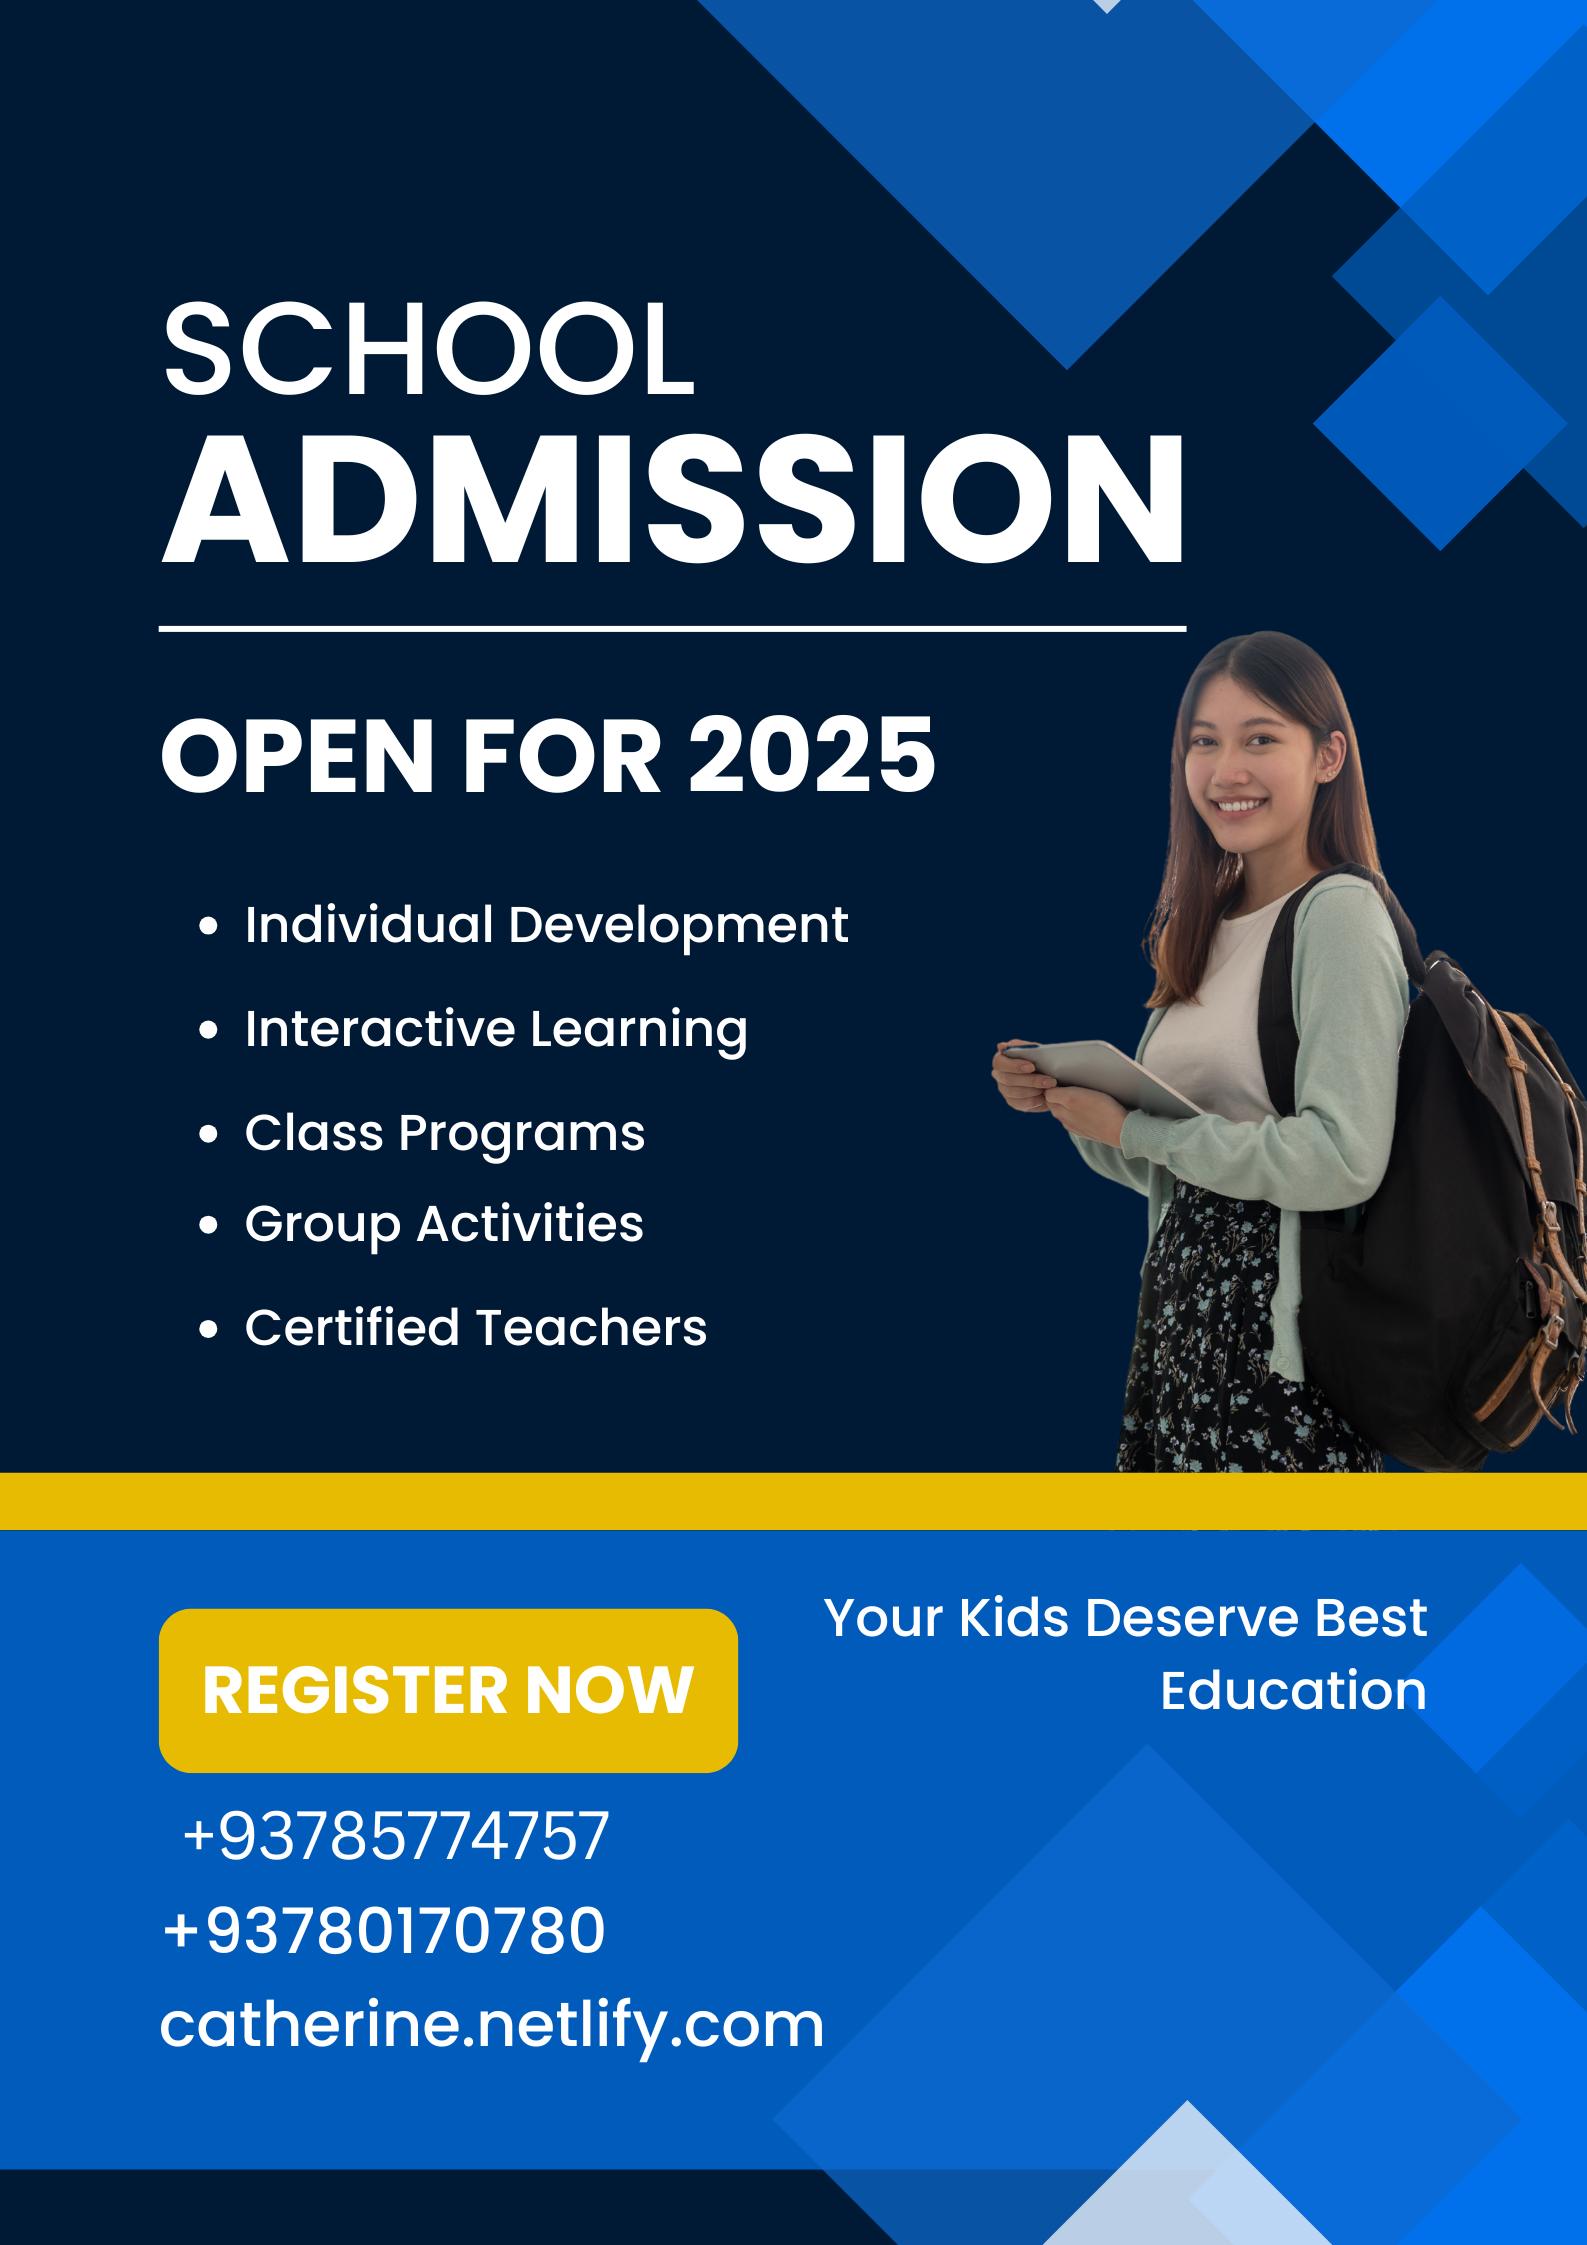 SCHOOL
ADMISSION
OPEN FOR 2025
• Individual Development
• Interactive Learning
• Class Programs
• Group Activities
• Certified Teachers
Your Kids Deserve Best
Education
REGISTER NOW
+93785774757
+93780170780
catherine.netlify.com